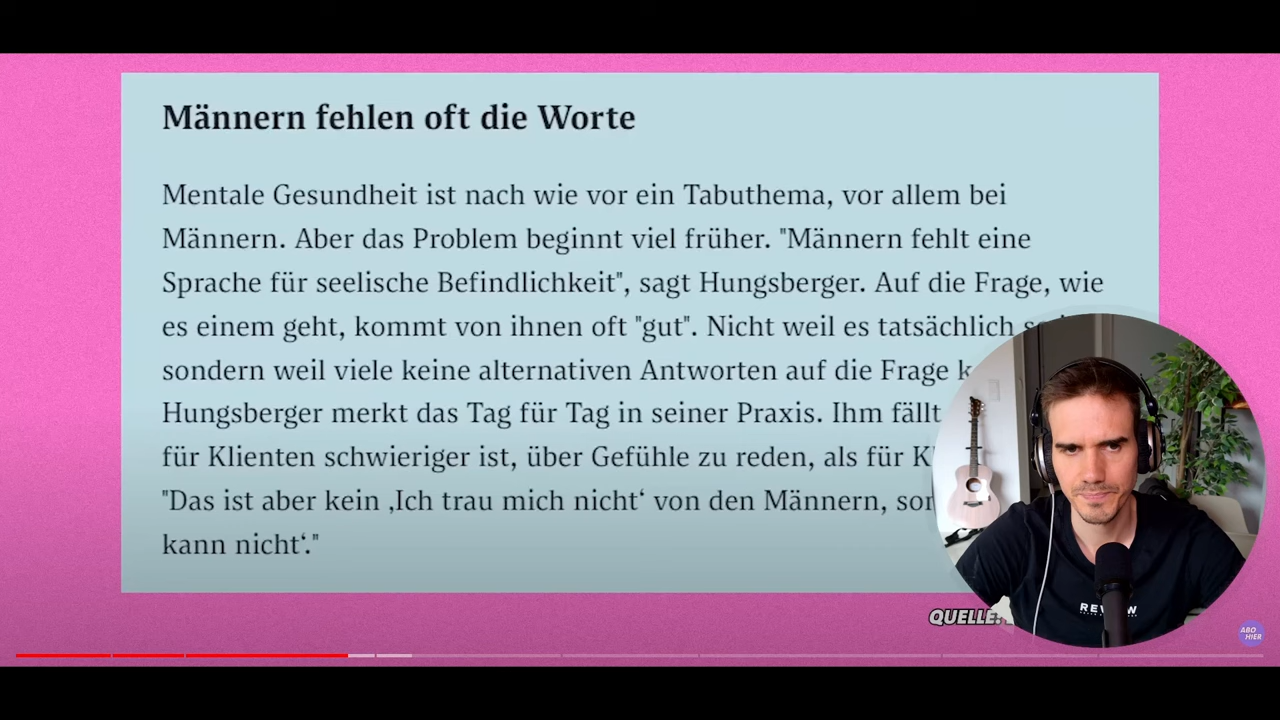 Männern fehlen oft die Worte
Mentale Gesundheit ist nach wie vor ein Tabuthema, vor allem bei
Männern. Aber das Problem beginnt viel früher. "Männern fehlt eine
Sprache für seelische Befindlichkeit", sagt Hungsberger. Auf die Frage, wie
es einem geht, kommt von ihnen oft "gut". Nicht weil es tatsächlich
sondern weil viele keine alternativen Antworten auf die Frage
Hungsberger merkt das Tag für Tag in seiner Praxis. Ihm fällt
für Klienten schwieriger ist, über Gefühle zu reden, als für
"Das ist aber kein ‚Ich trau mich nicht‘ von den Männern,
kann nicht‘."
QUELLE:
ABO
HIER